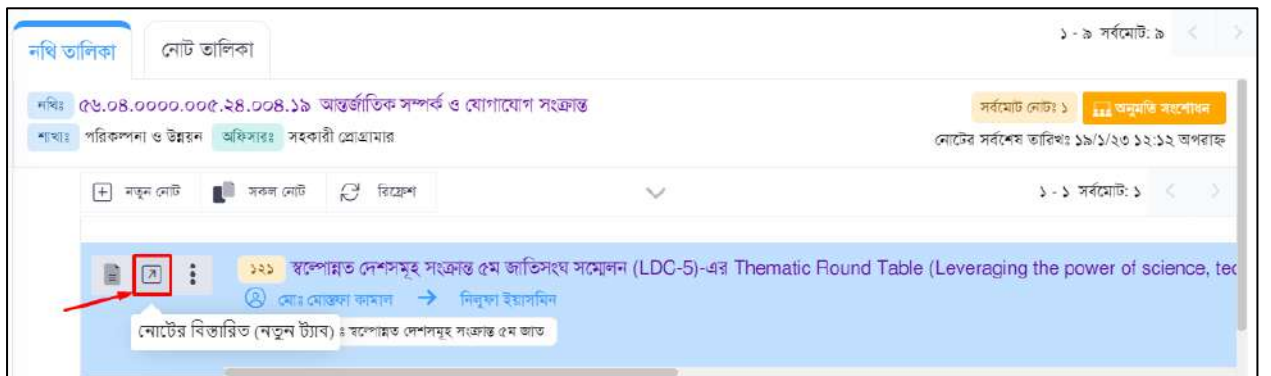 নথি তালিকা নোট তালিকা ১ - ৯ সর্বমোট: ৯
নথিঃ ৫৬.০৪.০০০০.০০৫.২৪.০০৪.১৯ আন্তর্জাতিক সম্পর্ক ও যোগাযোগ সংক্রান্ত সর্বমোট নোটঃ ১ অনুমতি সংশোধন
শাখাঃ পরিকল্পনা ও উন্নয়ন অফিসারঃ সহকারী প্রোগ্রামার নোটের সর্বশেষ তারিখঃ ১৯/১/২৩ ১২:১২ অপরাহ্ন
নতুন নোট সকল নোট রিফ্রেশ ১ - ১ সর্বমোট: ১
১২১ স্বল্পোন্নত দেশসমূহ সংক্রান্ত ৫ম জাতিসংঘ সম্মেলন (LDC-5)-এর Thematic Round Table (Leveraging the power of science, tec
মোঃ মোস্তফা কামাল নিলুফা ইয়াসমিন
নোটের বিস্তারিত (নতুন ট্যাব) ঃ স্বল্পোন্নত দেশসমূহ সংক্রান্ত ৫ম জাত